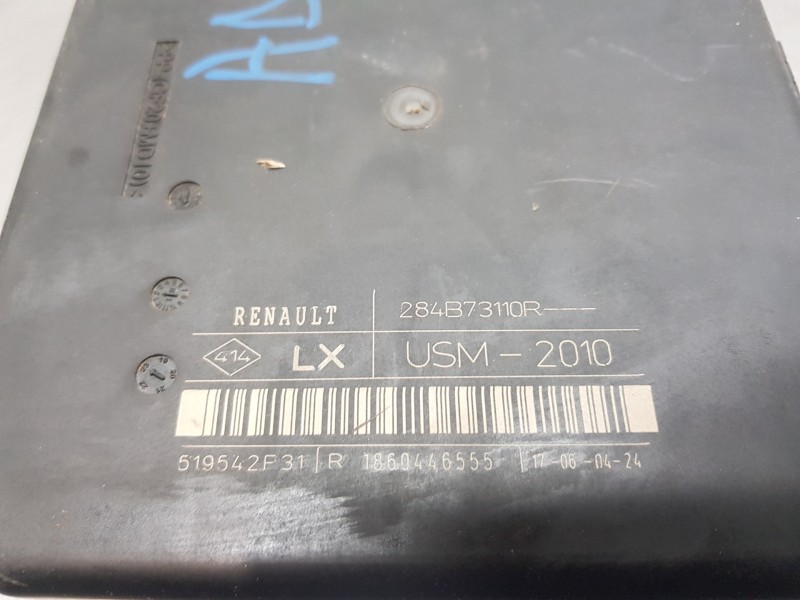 RENAULT 284B73110R---
414 LX USM - 2010
519542F31 R 1860446555 17-06-04-24